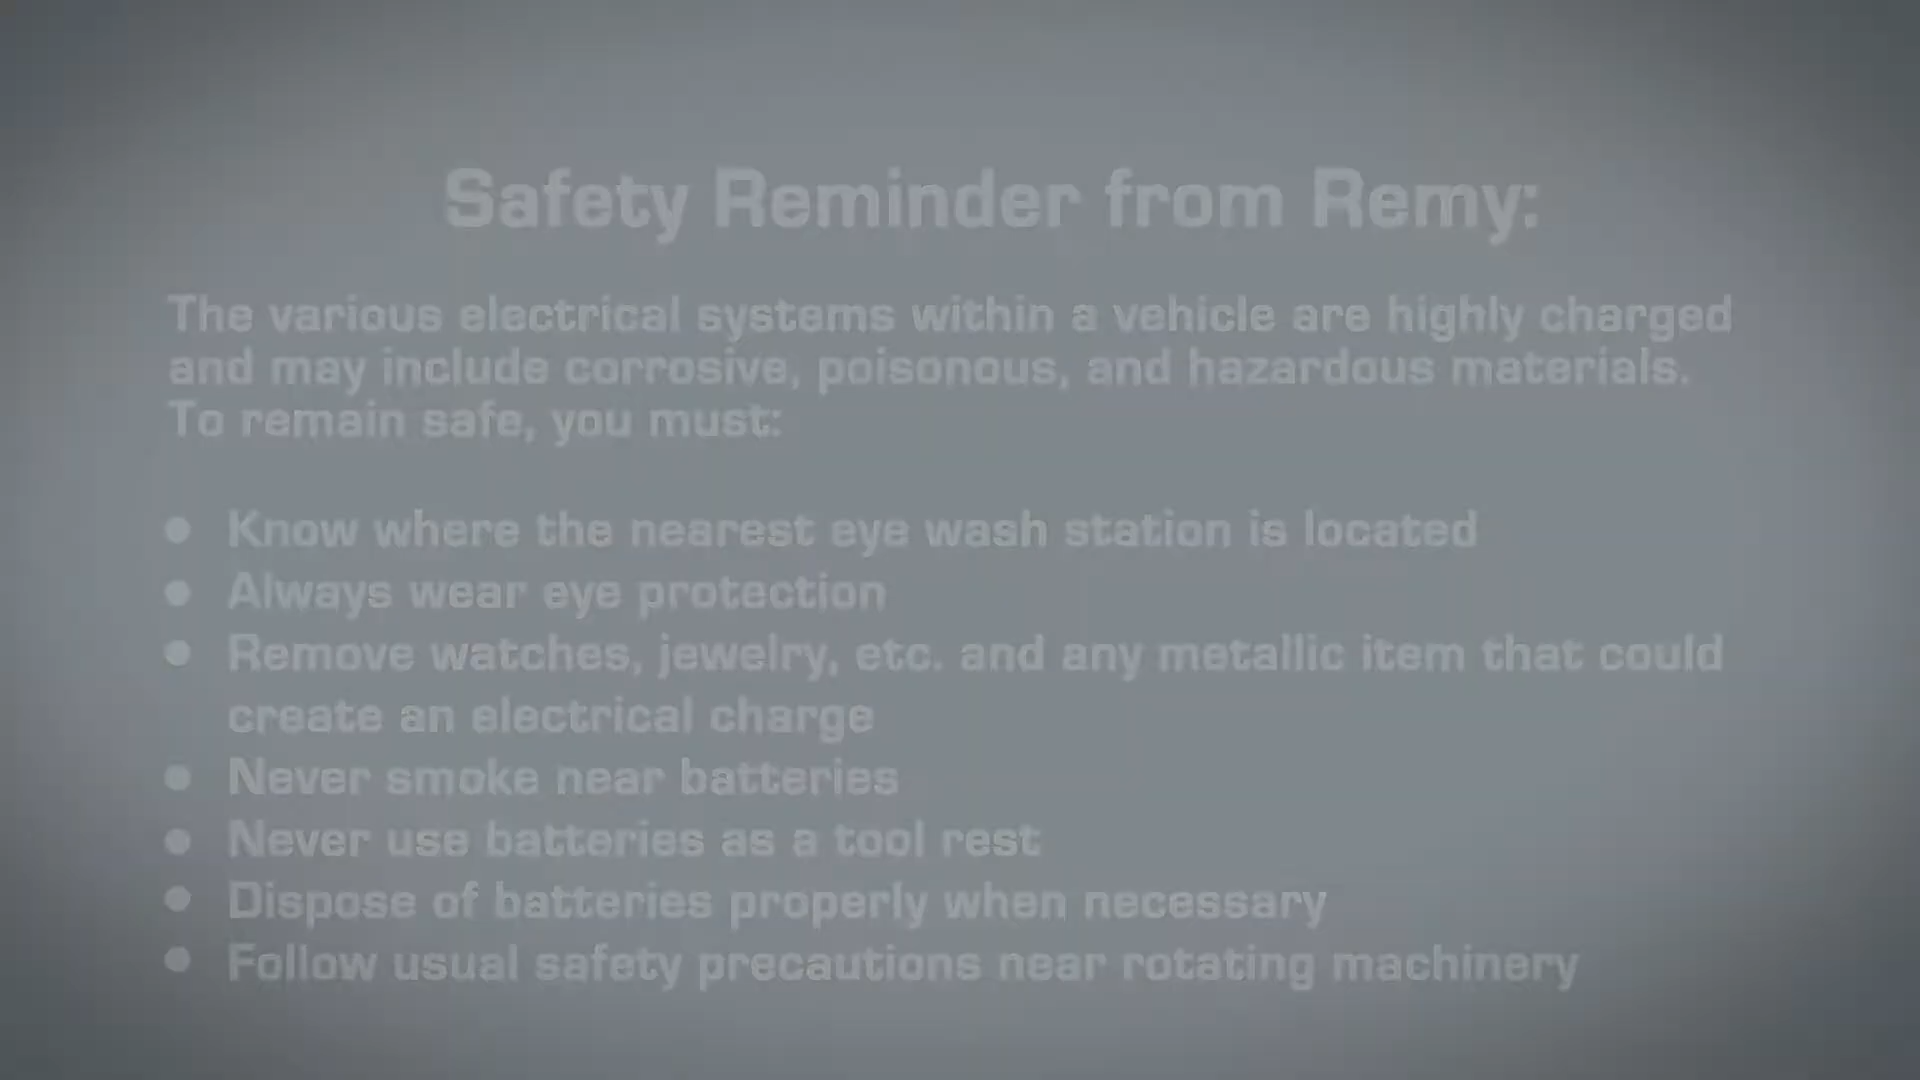 Safety Reminder from Remy:
The various electrical systems within a vehicle are highly charged
and may include corrosive, poisonous, and hazardous materials.
To remain safe, you must:
● Know where the nearest eye wash station is located
● Always wear eye protection
● Remove watches, jewelry, etc. and any metallic item that could
create an electrical charge
● Never smoke near batteries
● Never use batteries as a tool rest
● Dispose of batteries properly when necessary
● Follow usual safety precautions near rotating machinery